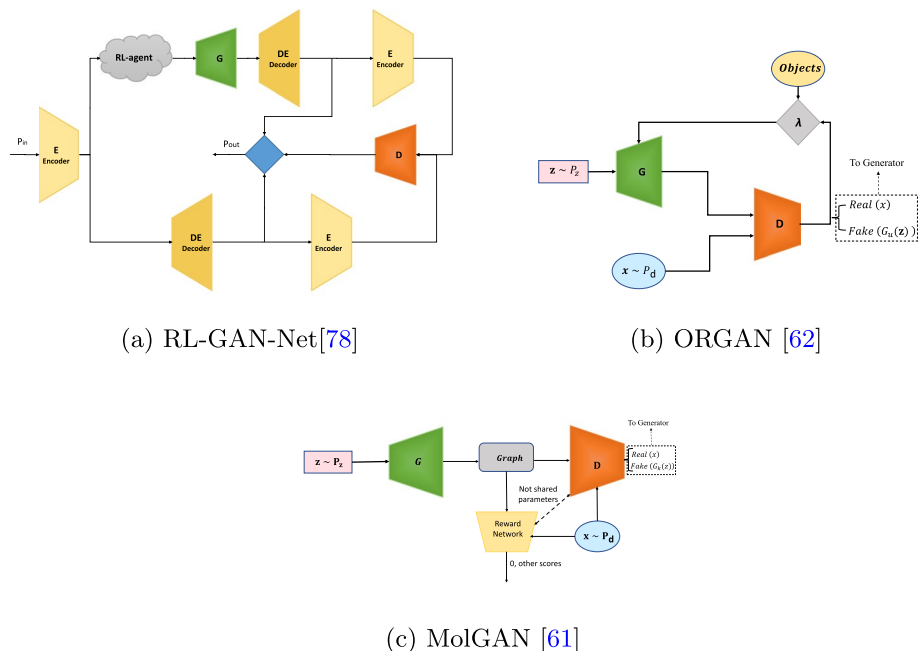 RL-agent
G
DE
Decoder
E
Encoder
Pin
E
Encoder
Pout
D
DE
Decoder
E
Encoder
(a) RL-GAN-Net[78]
Objects
λ
To Generator
z ~ Pz
G
Real (x)
D
Fake (Gu(z))
x ~ Pd
(b) ORGAN [62]
To Generator
z ~ Pz
G
Graph
D
Real (x)
Fake (Gk(z))
Not shared
parameters
Reward
Network
x ~ Pd
0, other scores
(c) MolGAN [61]